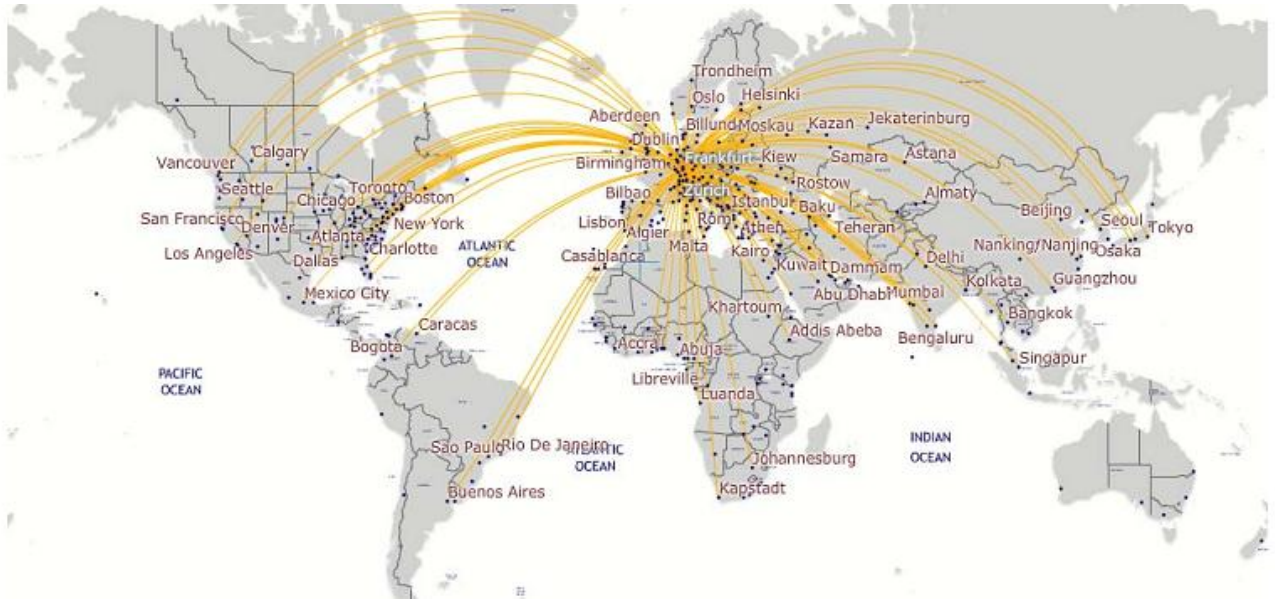 Trondheim
Oslo
Helsinki
Aberdeen
Billund
Moskau
Kazan
Jekaterinburg
Dublin
Vancouver
Calgary
Birmingham
Frankfurt
Kiew
Samara
Astana
Seattle
Toronto
Boston
Bilbao
Zürich
Rostow
Almaty
Chicago
Istanbul
Baku
Beijing
San Francisco
Denver
New York
Lisbon
Algier
Rom
Athen
Teheran
Seoul
Tokyo
Los Angeles
Atlanta
Charlotte
ATLANTIC
OCEAN
Casablanca
Malta
Kairo
Nanking/Nanjing
Osaka
Dallas
Kuwait
Dammam
Delhi
Kolkata
Guangzhou
Mexico City
Khartoum
Abu Dhabi
Mumbai
Bangkok
Caracas
Addis Abeba
Bengaluru
Bogota
Accra
Abuja
Singapur
PACIFIC
OCEAN
Libreville
Luanda
Sao Paulo
Rio De Janeiro
ATLANTIC
OCEAN
INDIAN
OCEAN
Johannesburg
Buenos Aires
Kapstadt